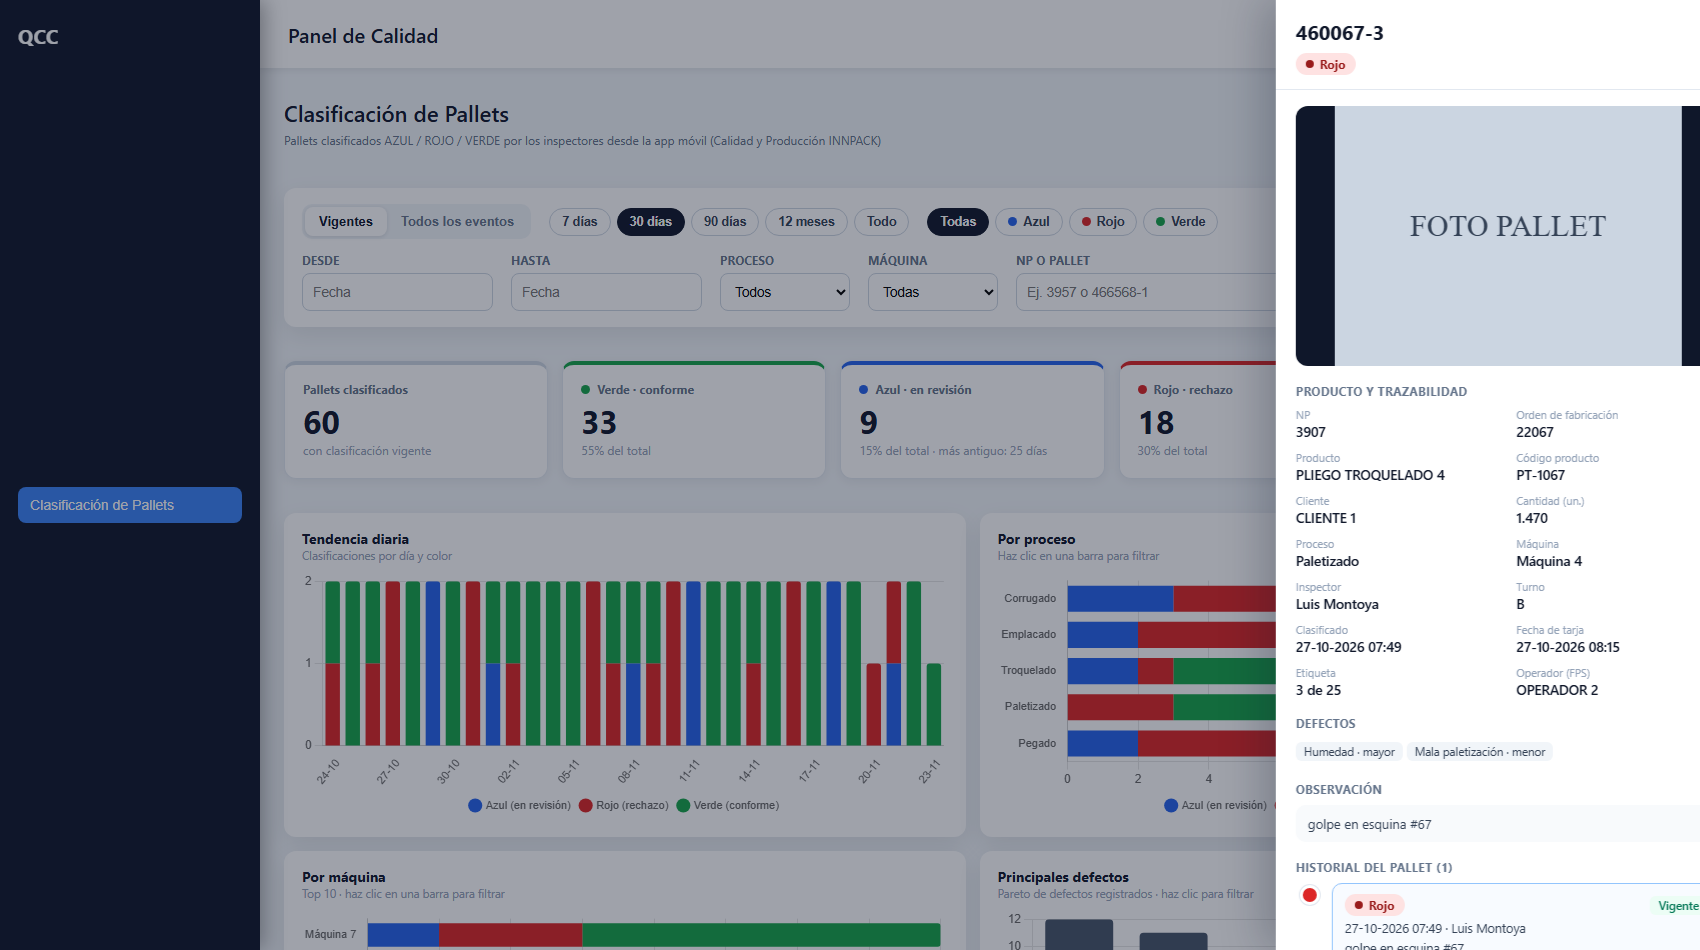 QCC
Clasificación de Pallets
Panel de Calidad
Clasificación de Pallets
Pallets clasificados AZUL / ROJO / VERDE por los inspectores desde la app móvil (Calidad y Producción INNPACK)
Vigentes Todos los eventos 7 días 30 días 90 días 12 meses Todo Todas Azul Rojo Verde
DESDE HASTA PROCESO MÁQUINA NP O PALLET
Fecha Fecha Todos Todas Ej. 3957 o 466568-1
Pallets clasificados
60
con clasificación vigente
Verde · conforme
33
55% del total
Azul · en revisión
9
15% del total · más antiguo: 25 días
Rojo · rechazo
18
30% del total
Tendencia diaria
Clasificaciones por día y color
2
1
0
24-10 27-10 30-10 02-11 05-11 08-11 11-11 14-11 17-11 20-11 23-11
Azul (en revisión) Rojo (rechazo) Verde (conforme)
Por proceso
Haz clic en una barra para filtrar
Corrugado
Emplacado
Troquelado
Paletizado
Pegado
0 2 4
Azul (en revisión)
Por máquina
Top 10 · haz clic en una barra para filtrar
Máquina 7
Principales defectos
Pareto de defectos registrados · haz clic para filtrar
12
10
460067-3
Rojo
FOTO PALLET
PRODUCTO Y TRAZABILIDAD
NP Orden de fabricación
3907 22067
Producto Código producto
PLIEGO TROQUELADO 4 PT-1067
Cliente Cantidad (un.)
CLIENTE 1 1.470
Proceso Máquina
Paletizado Máquina 4
Inspector Turno
Luis Montoya B
Clasificado Fecha de tarja
27-10-2026 07:49 27-10-2026 08:15
Etiqueta Operador (FPS)
3 de 25 OPERADOR 2
DEFECTOS
Humedad · mayor Mala paletización · menor
OBSERVACIÓN
golpe en esquina #67
HISTORIAL DEL PALLET (1)
Rojo Vigente
27-10-2026 07:49 · Luis Montoya
golpe en esquina #67